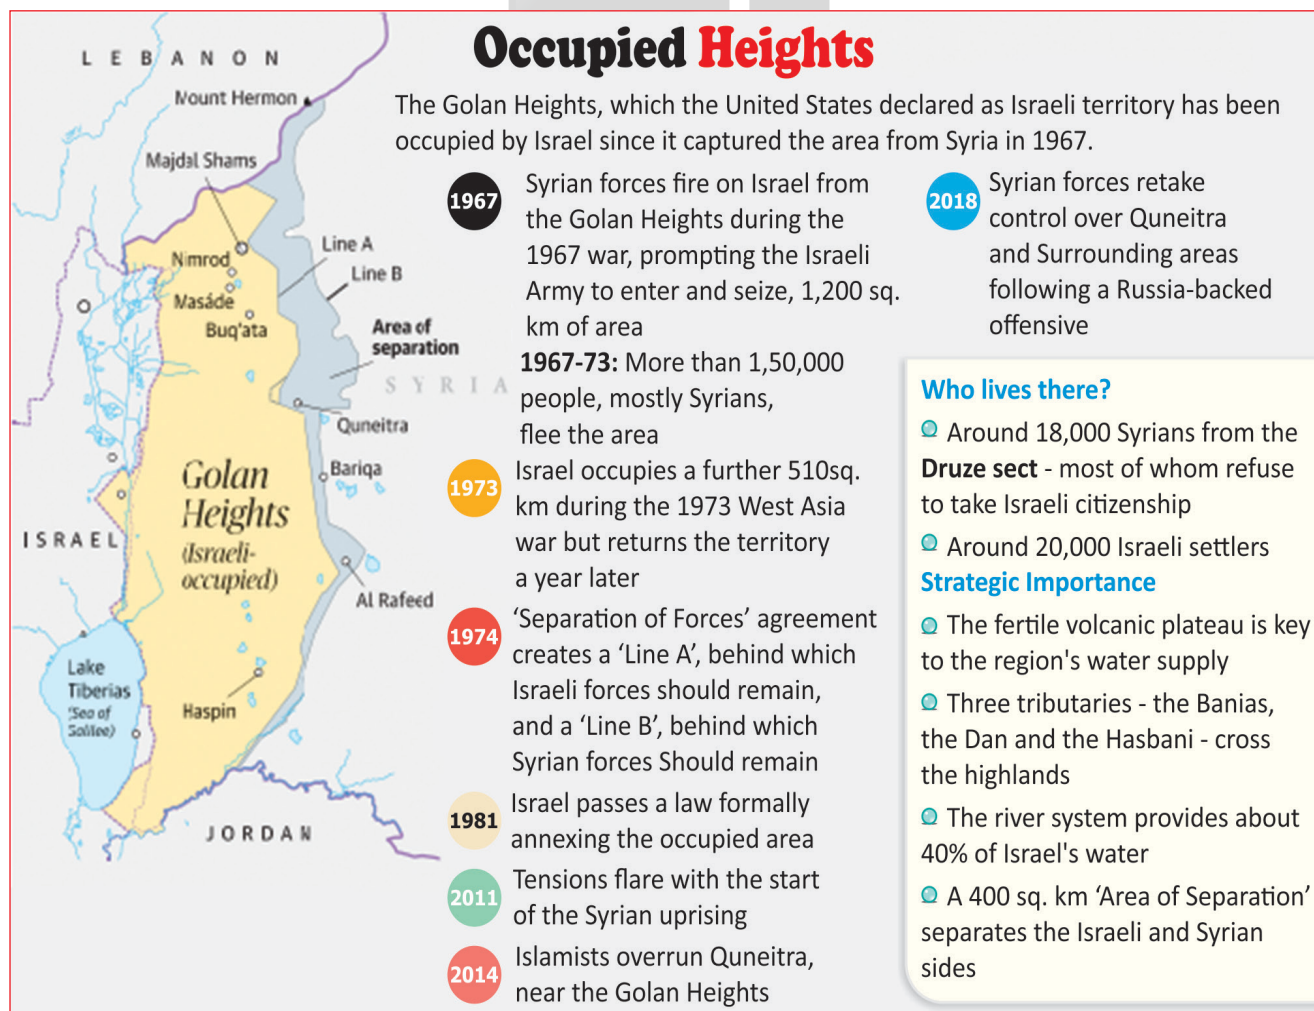 Occupied Heights
The Golan Heights, which the United States declared as Israeli territory has been
occupied by Israel since it captured the area from Syria in 1967.
LEBANON
Mount Hermon
Majdal Shams
Nimrod
Masáde
Buq'ata
Line A
Line B
Area of
separation
SYRIA
Quneitra
Bariqa
Golan
Heights
(Israeli-
occupied)
ISRAEL
Al Rafeed
Lake
Tiberias
'Sea of
Galilee)
Haspin
JORDAN
1967
Syrian forces fire on Israel from
the Golan Heights during the
1967 war, prompting the Israeli
Army to enter and seize, 1,200 sq.
km of area
1967-73: More than 1,50,000
people, mostly Syrians,
flee the area
1973
Israel occupies a further 510sq.
km during the 1973 West Asia
war but returns the territory
a year later
1974
‘Separation of Forces’ agreement
creates a ‘Line A’, behind which
Israeli forces should remain,
and a ‘Line B’, behind which
Syrian forces Should remain
1981
Israel passes a law formally
annexing the occupied area
2011
Tensions flare with the start
of the Syrian uprising
2014
Islamists overrun Quneitra,
near the Golan Heights
2018
Syrian forces retake
control over Quneitra
and Surrounding areas
following a Russia-backed
offensive
Who lives there?
Around 18,000 Syrians from the
Druze sect - most of whom refuse
to take Israeli citizenship
Around 20,000 Israeli settlers
Strategic Importance
The fertile volcanic plateau is key
to the region's water supply
Three tributaries - the Banias,
the Dan and the Hasbani - cross
the highlands
The river system provides about
40% of Israel's water
A 400 sq. km ‘Area of Separation’
separates the Israeli and Syrian
sides